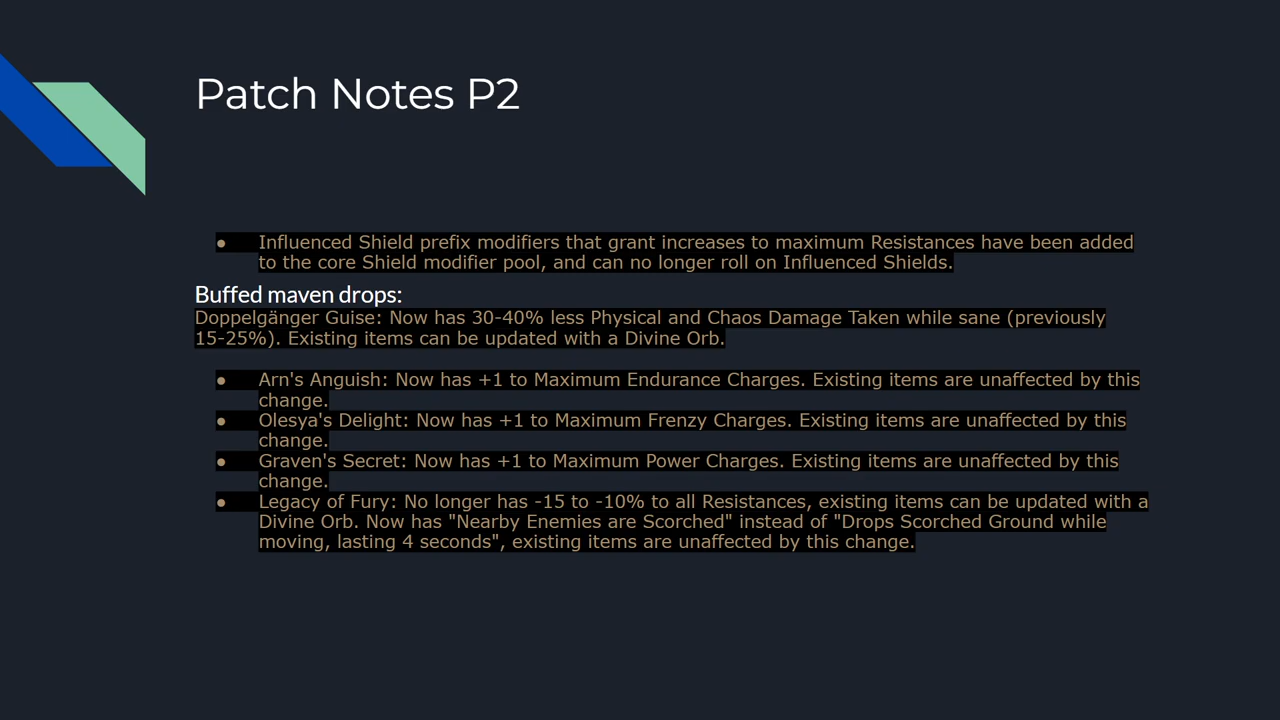 Patch Notes P2
● Influenced Shield prefix modifiers that grant increases to maximum Resistances have been added
to the core Shield modifier pool, and can no longer roll on Influenced Shields.
Buffed maven drops:
Doppelgänger Guise: Now has 30-40% less Physical and Chaos Damage Taken while sane (previously
15-25%). Existing items can be updated with a Divine Orb.
● Arn's Anguish: Now has +1 to Maximum Endurance Charges. Existing items are unaffected by this
change.
● Olesya's Delight: Now has +1 to Maximum Frenzy Charges. Existing items are unaffected by this
change.
● Graven's Secret: Now has +1 to Maximum Power Charges. Existing items are unaffected by this
change.
● Legacy of Fury: No longer has -15 to -10% to all Resistances, existing items can be updated with a
Divine Orb. Now has "Nearby Enemies are Scorched" instead of "Drops Scorched Ground while
moving, lasting 4 seconds", existing items are unaffected by this change.